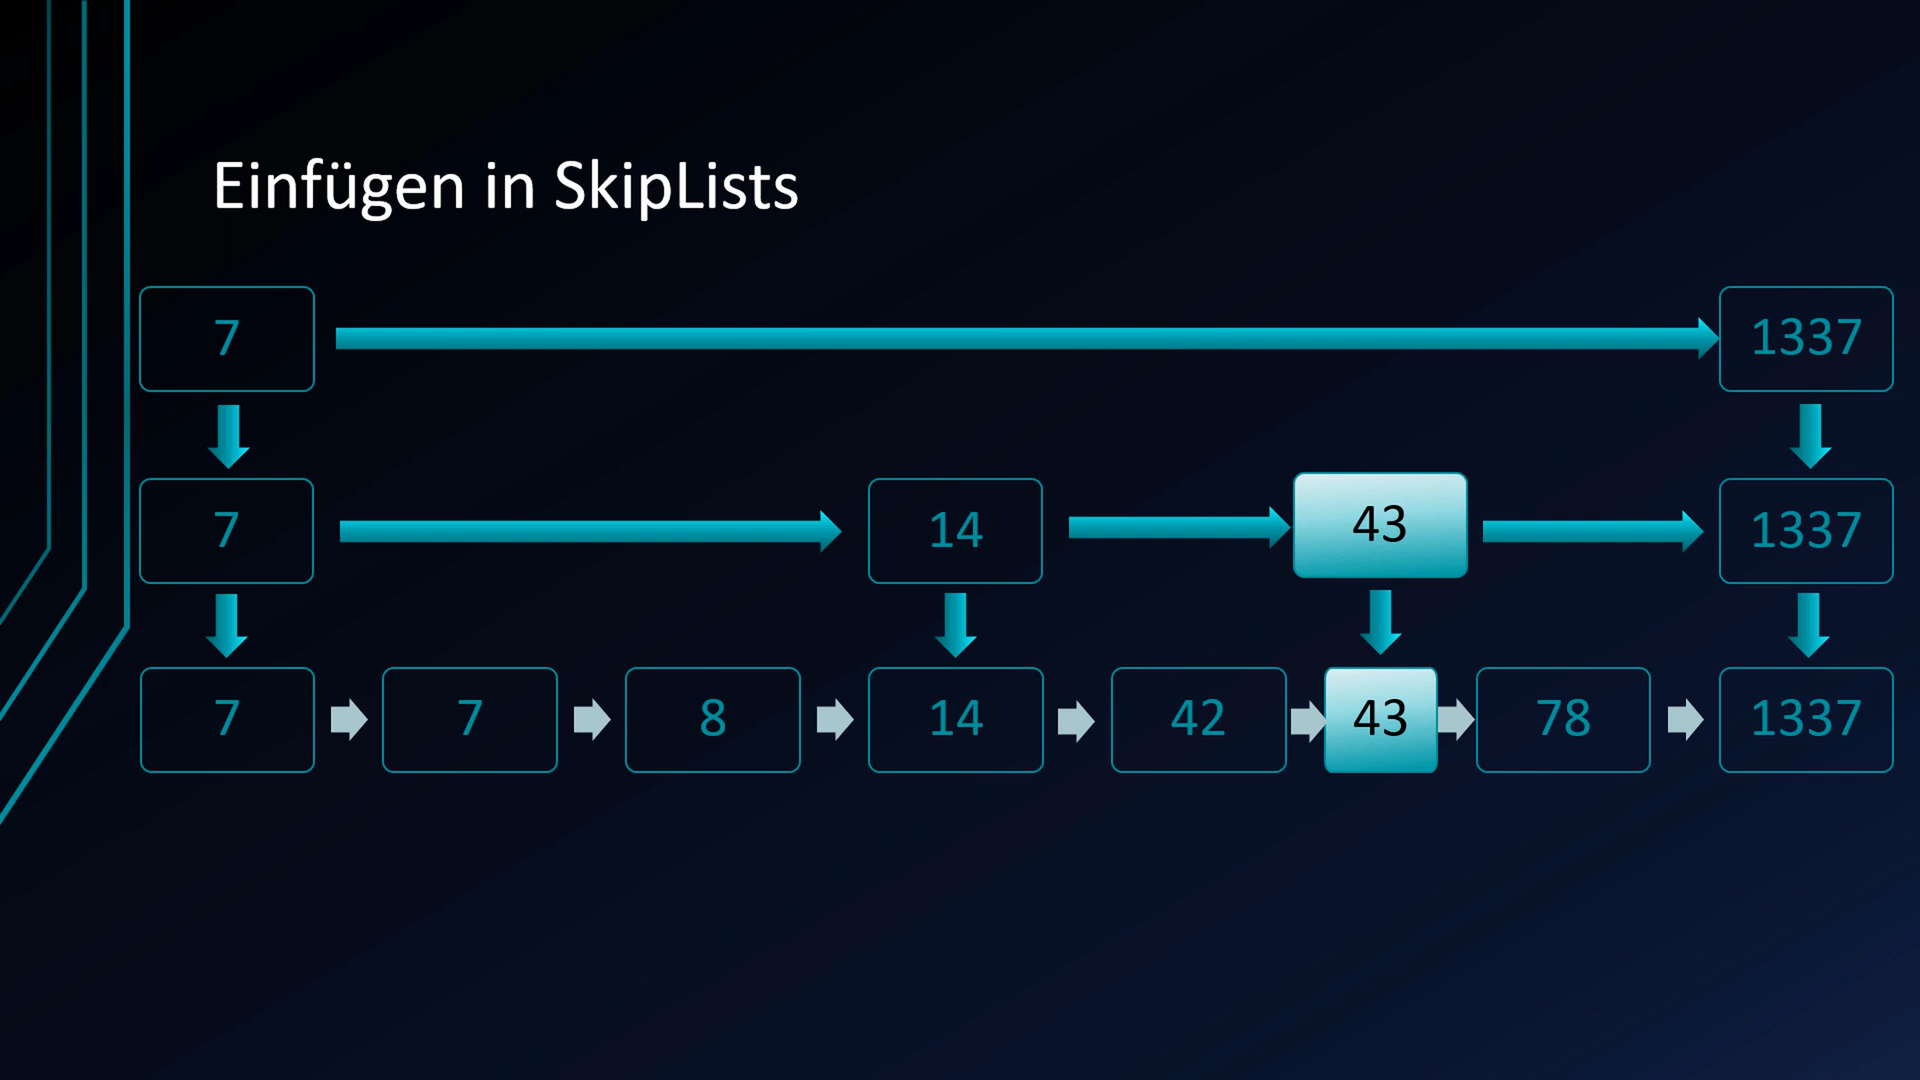 Einfügen in SkipLists
7 1337
7 14 43 1337
7 7 8 14 42 43 78 1337